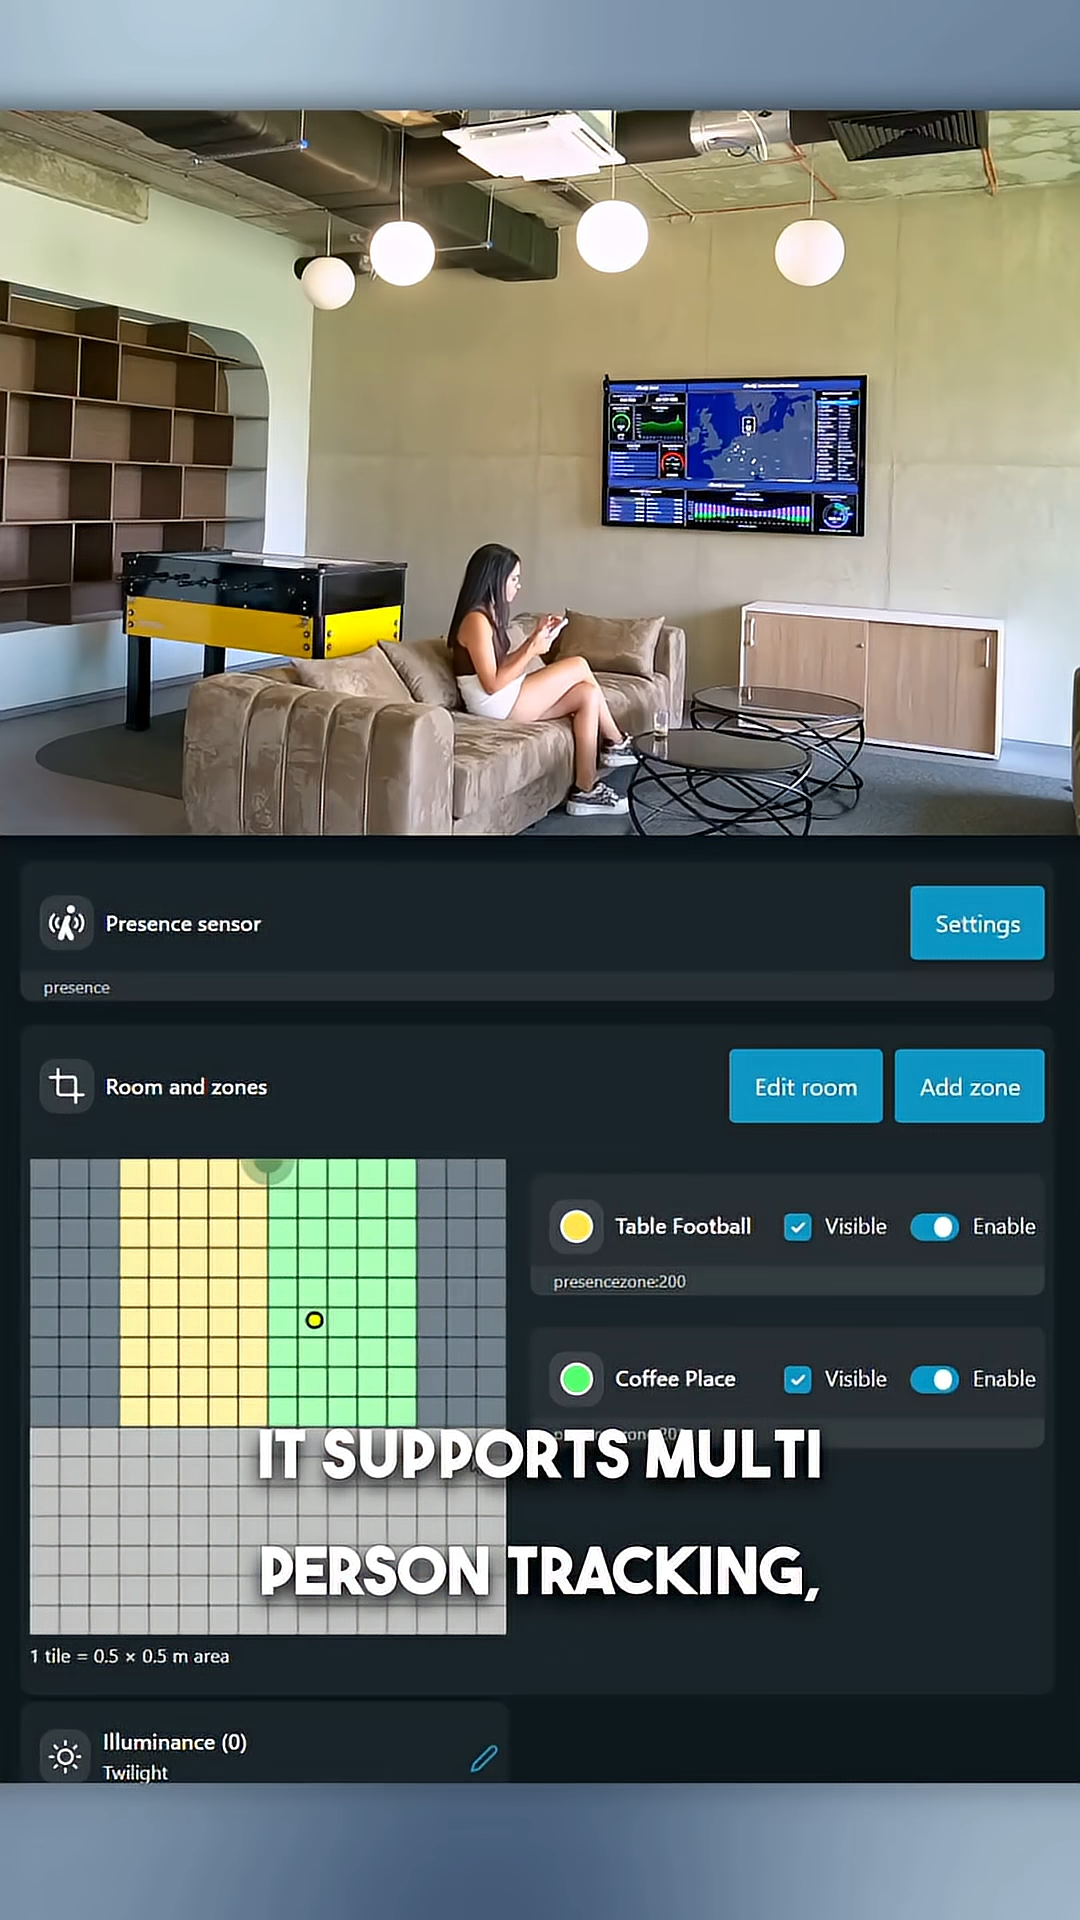 Presence sensor
Settings
presence
Room and zones
Edit room
Add zone
Table Football
Visible
Enable
presencezone:200
Coffee Place
Visible
Enable
IT SUPPORTS MULTI
PERSON TRACKING,
1 tile = 0.5 × 0.5 m area
Illuminance (0)
Twilight